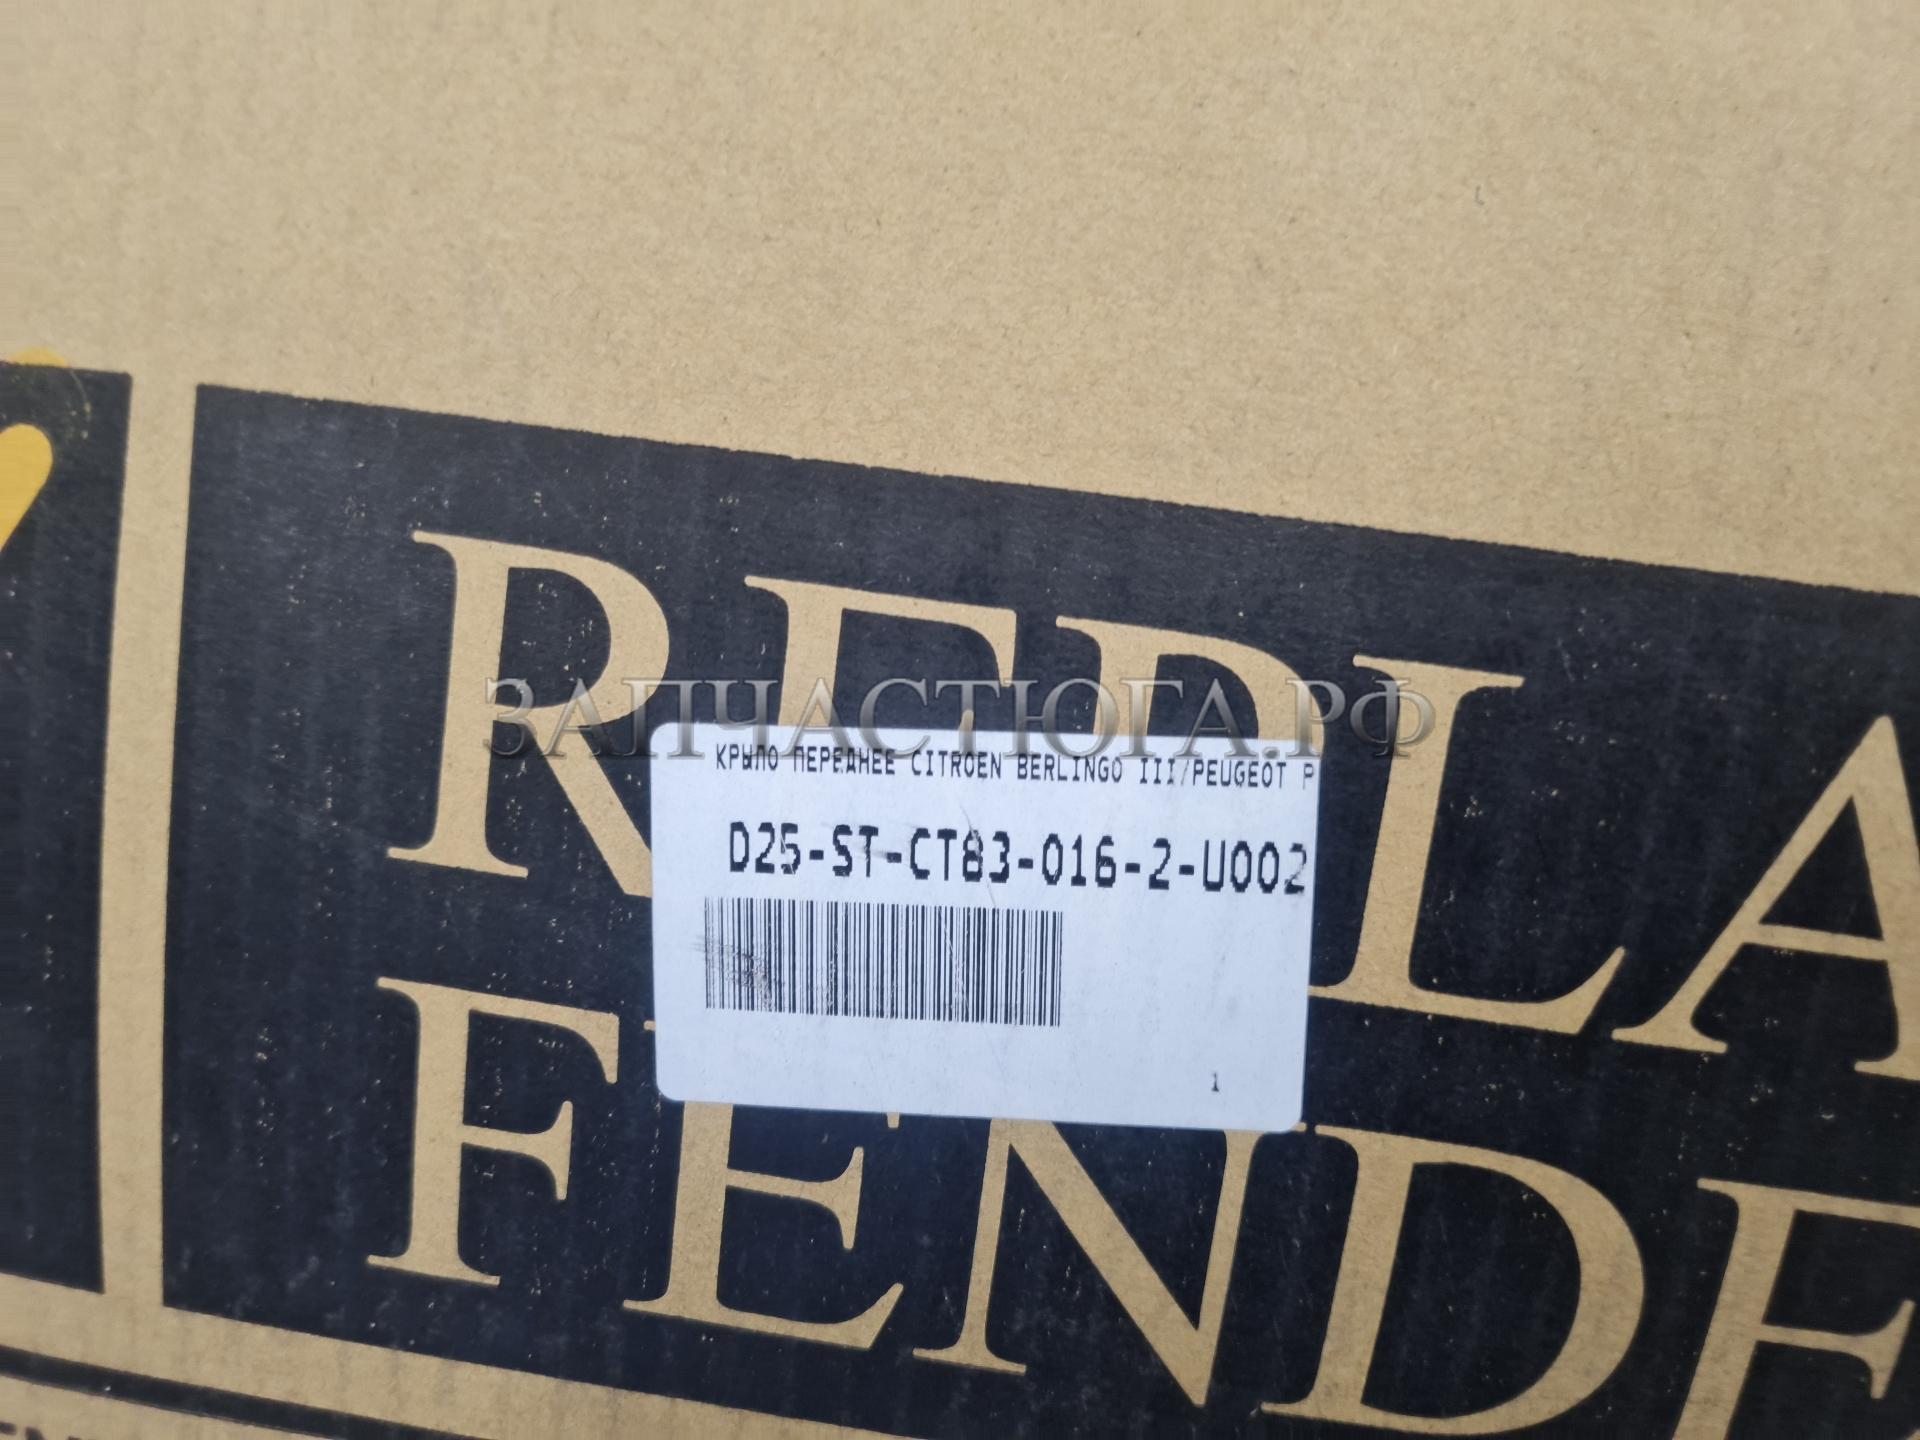 REPLA
ЗАПЧАСТЮГА.РФ
КРЫЛО ПЕРЕДНЕЕ CITROEN BERLINGO III/PEUGEOT P
D25-ST-CT83-016-2-U002
1
FENDE